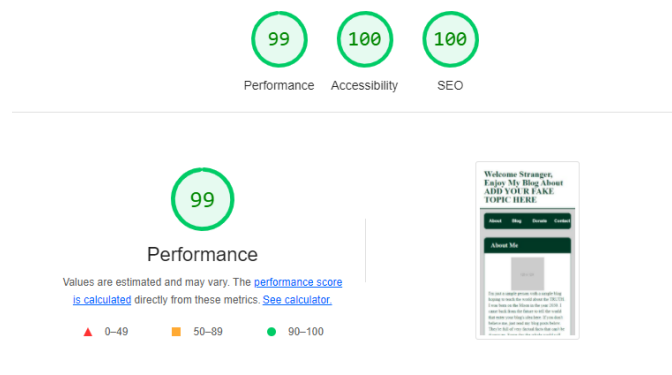 99
100
100
Performance
Accessibility
SEO
99
Performance
Values are estimated and may vary. The performance score
is calculated directly from these metrics. See calculator.
0–49
50–89
90–100
Welcome Stranger,
Enjoy My Blog About
ADD YOUR FAKE
TOPIC HERE
About
Blog
Donate
Contact
About Me